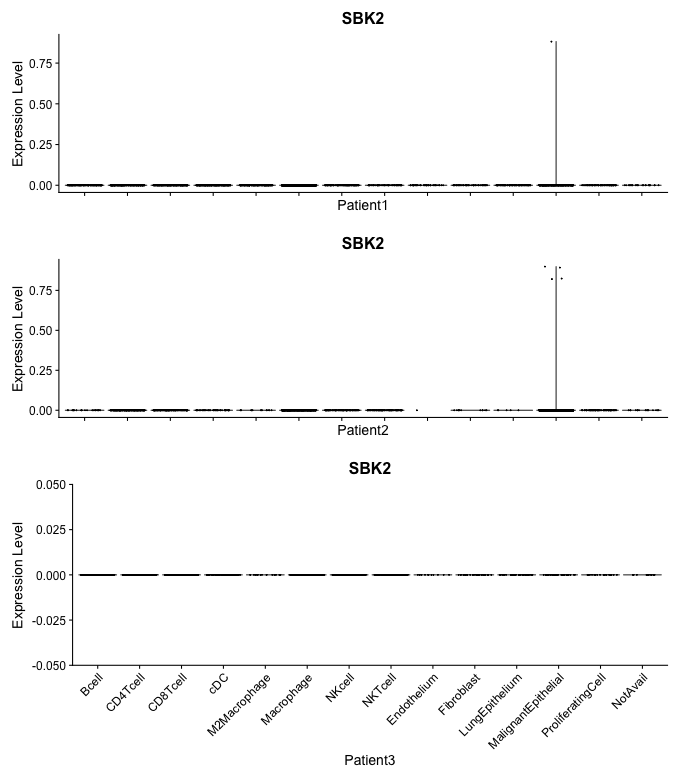 SBK2
Expression Level
0.75
0.50
0.25
0.00
Patient1
SBK2
Expression Level
0.75
0.50
0.25
0.00
Patient2
SBK2
Expression Level
0.050
0.025
0.000
-0.025
-0.050
Bcell
CD4Tcell
CD8Tcell
cDC
M2Macrophage
Macrophage
NKcell
NKTcell
Endothelium
Fibroblast
LungEpithelium
MalignantEpithelial
ProliferatingCell
NotAvail
Patient3